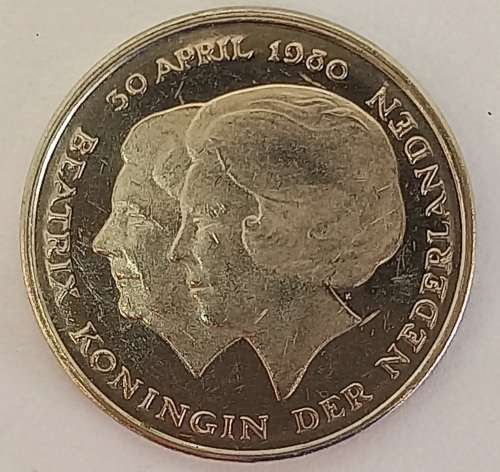 30 APRIL 1980
BEATRIX KONINGIN DER NEDERLANDEN